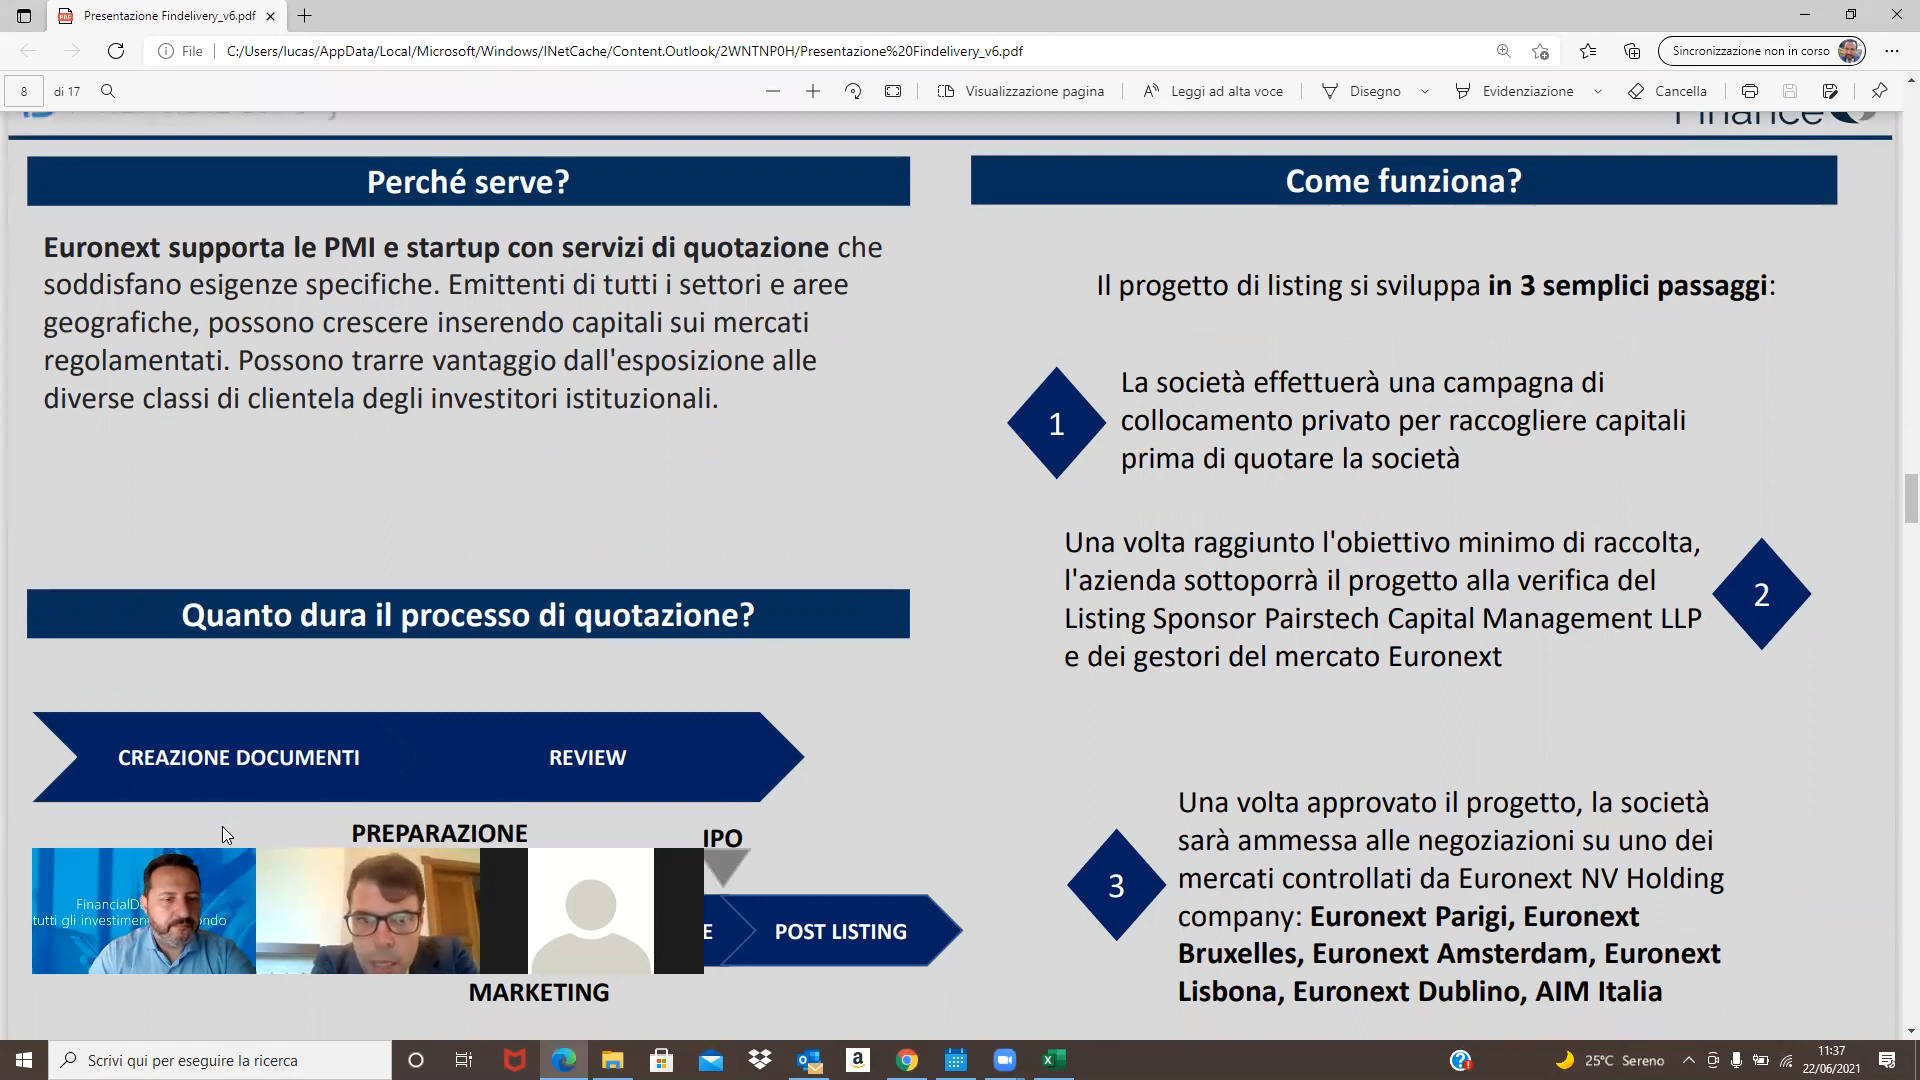 Presentazione Findelivery_v6.pdf
File
C:/Users/lucas/AppData/Local/Microsoft/Windows/INetCache/Content.Outlook/2WNTNP0H/Presentazione%20Findelivery_v6.pdf
Sincronizzazione non in corso
8 di 17
Visualizzazione pagina
Leggi ad alta voce
Disegno
Evidenziazione
Cancella
Finance
Perché serve?
Euronext supporta le PMI e startup con servizi di quotazione che
soddisfano esigenze specifiche. Emittenti di tutti i settori e aree
geografiche, possono crescere inserendo capitali sui mercati
regolamentati. Possono trarre vantaggio dall'esposizione alle
diverse classi di clientela degli investitori istituzionali.
Quanto dura il processo di quotazione?
CREAZIONE DOCUMENTI
REVIEW
PREPARAZIONE
IPO
FinancialD
tutti gli investimen
ondo
E
POST LISTING
MARKETING
Come funziona?
Il progetto di listing si sviluppa in 3 semplici passaggi:
1
La società effettuerà una campagna di
collocamento privato per raccogliere capitali
prima di quotare la società
Una volta raggiunto l'obiettivo minimo di raccolta,
l'azienda sottoporrà il progetto alla verifica del
Listing Sponsor Pairstech Capital Management LLP
e dei gestori del mercato Euronext
2
3
Una volta approvato il progetto, la società
sarà ammessa alle negoziazioni su uno dei
mercati controllati da Euronext NV Holding
company: Euronext Parigi, Euronext
Bruxelles, Euronext Amsterdam, Euronext
Lisbona, Euronext Dublino, AIM Italia
Scrivi qui per eseguire la ricerca
25°C Sereno
11:37
22/06/2021